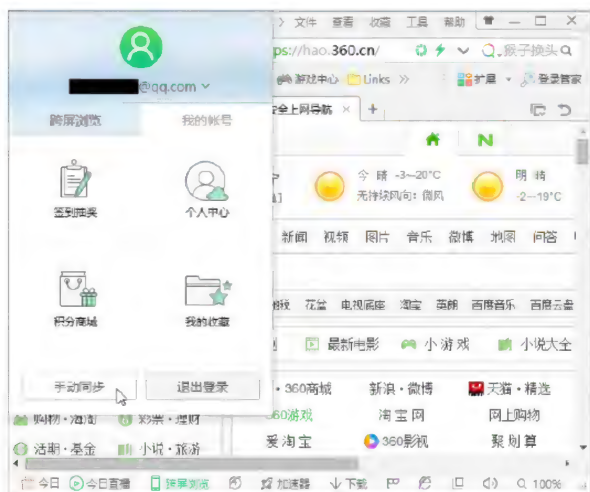 文件 查看 收藏 工具 帮助
ps://hao.360.cn/
猴子换头
@qq.com
游戏中心 Links »
扩展 登录管家
跨屏浏览 我的帐号
安全上网导航
签到抽奖 个人中心
今 晴 -3~20°C
无持续风向: 微风
明 晴
-2~19°C
新闻 视频 图片 音乐 微博 地图 问答
积分商城 我的收藏
花盆 电视底座 淘宝 英朗 百度音乐 百度云盘
最新电影 小游戏 小说大全
手动同步 退出登录
·360商城 新浪·微博 天猫·精选
购物·海淘 彩票·理财
360游戏 淘宝网 网上购物
活期·基金 小说·旅游
爱淘宝 360影视 聚划算
今日 今日直播 跨屏浏览 加速器 下载 100%